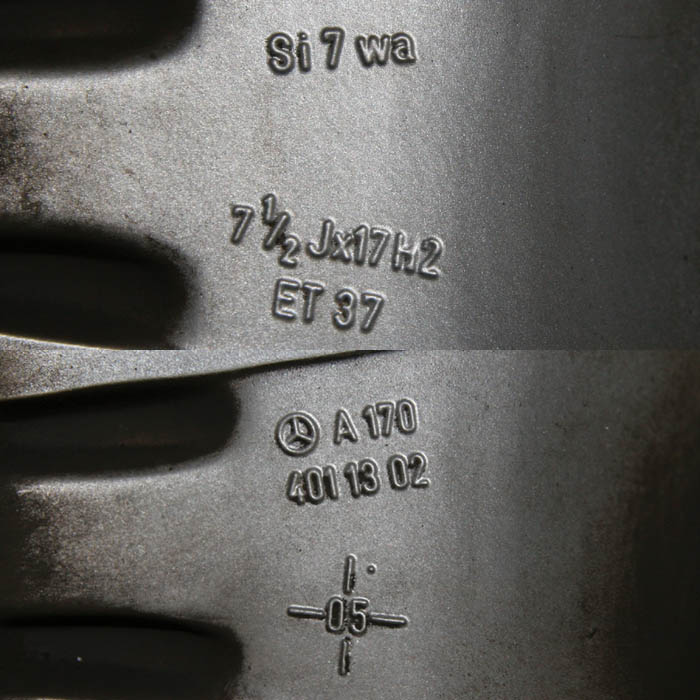 Si 7 wa
7 1/2 Jx17 H2
ET 37
A 170
401 13 02
05